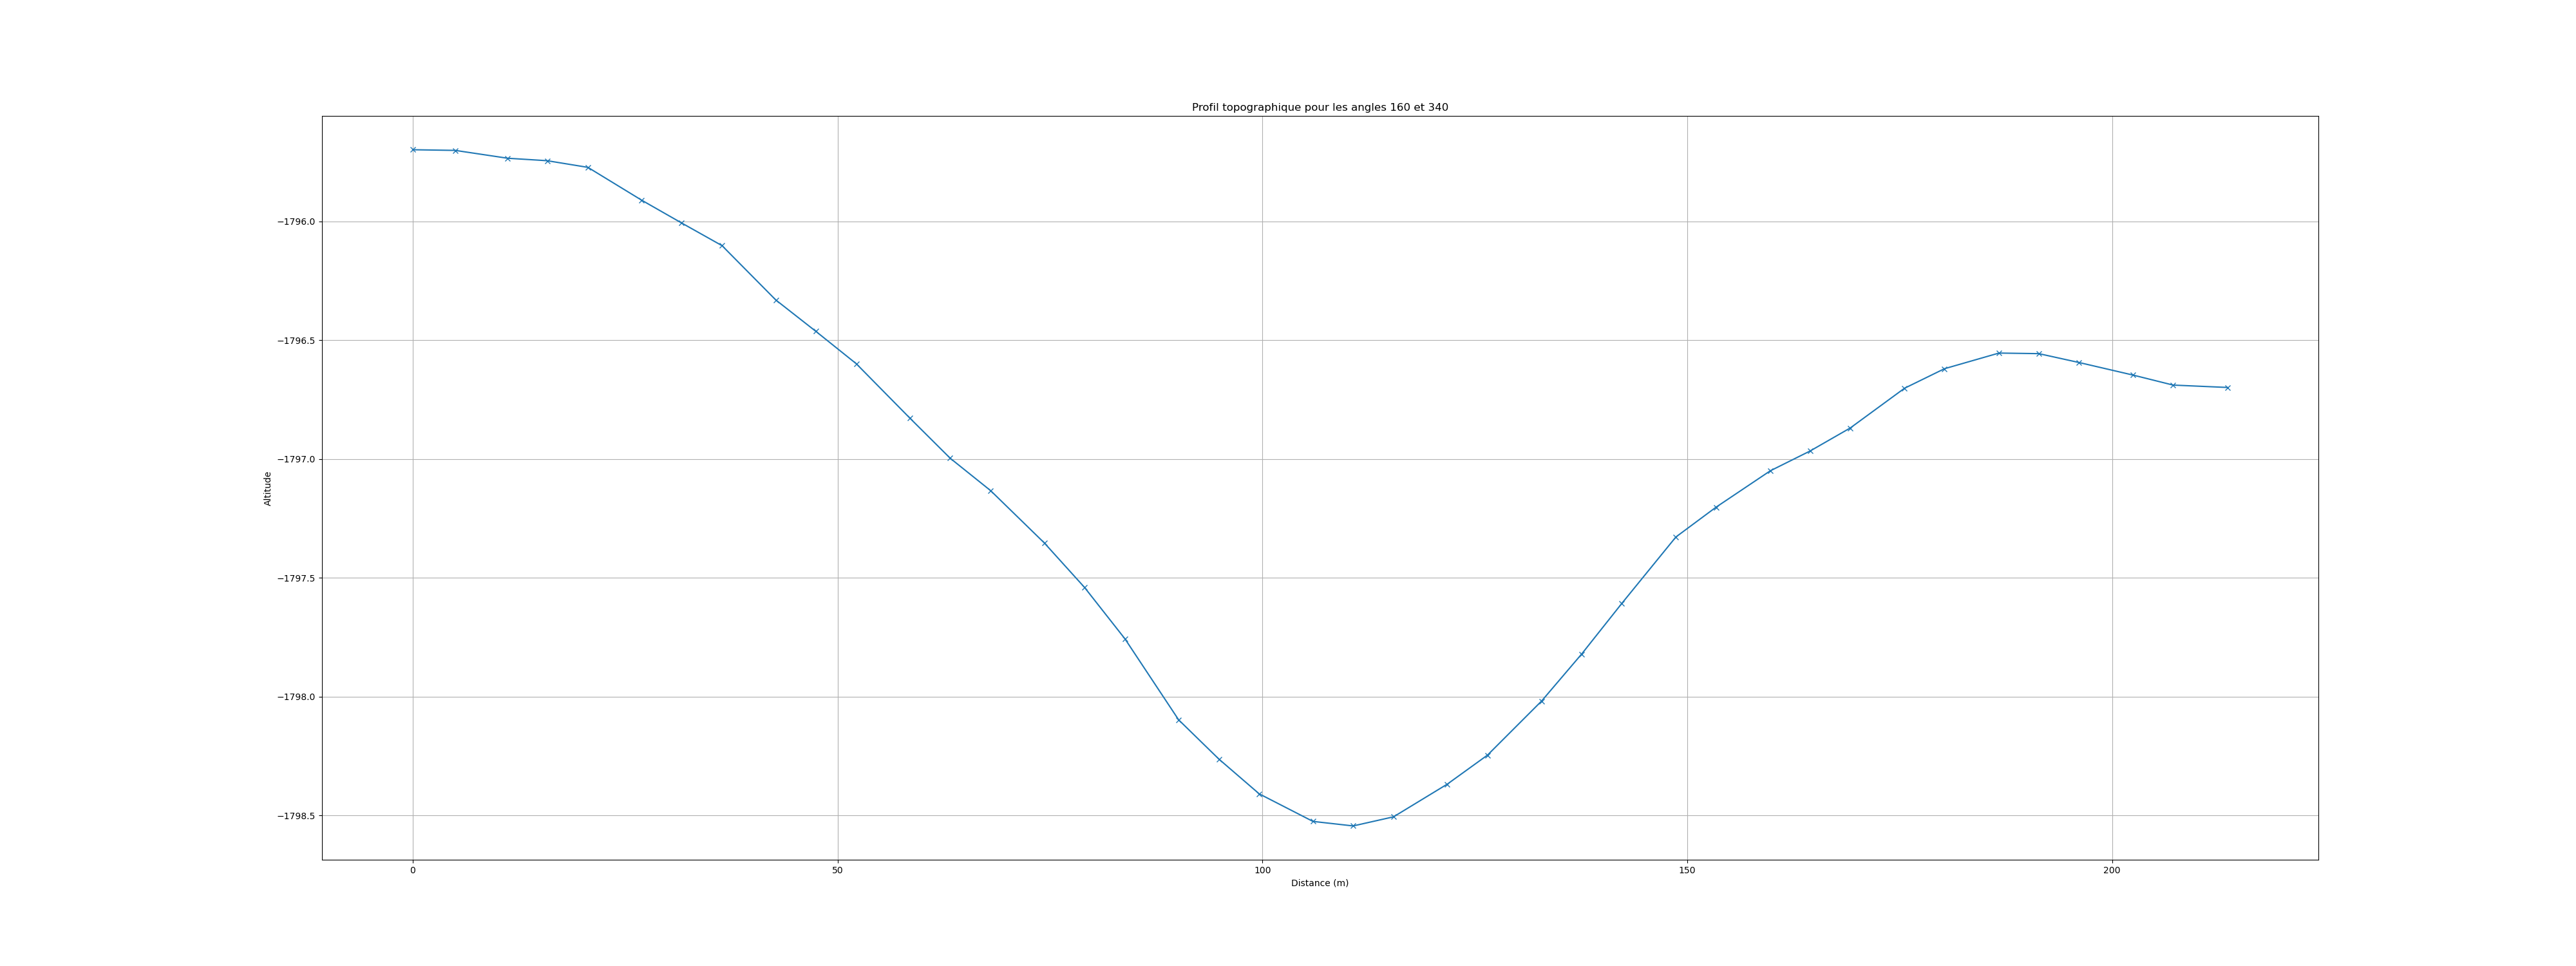 Profil topographique pour les angles 160 et 340
Altitude
−1796.0
−1796.5
−1797.0
−1797.5
−1798.0
−1798.5
0 50 100 150 200
Distance (m)